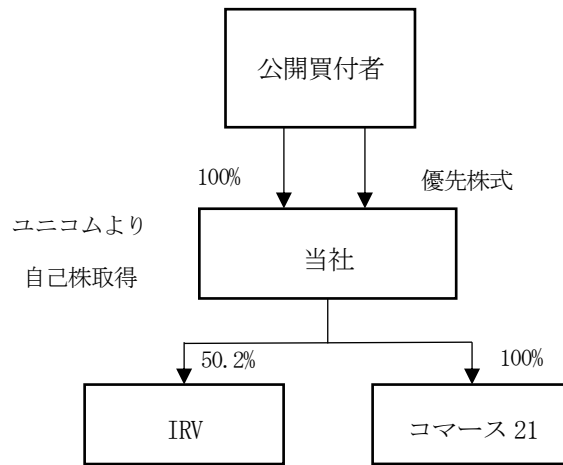 公開買付者
100%
優先株式
ユニコムより
自己株取得
当社
50.2%
100%
IRV
コマース 21